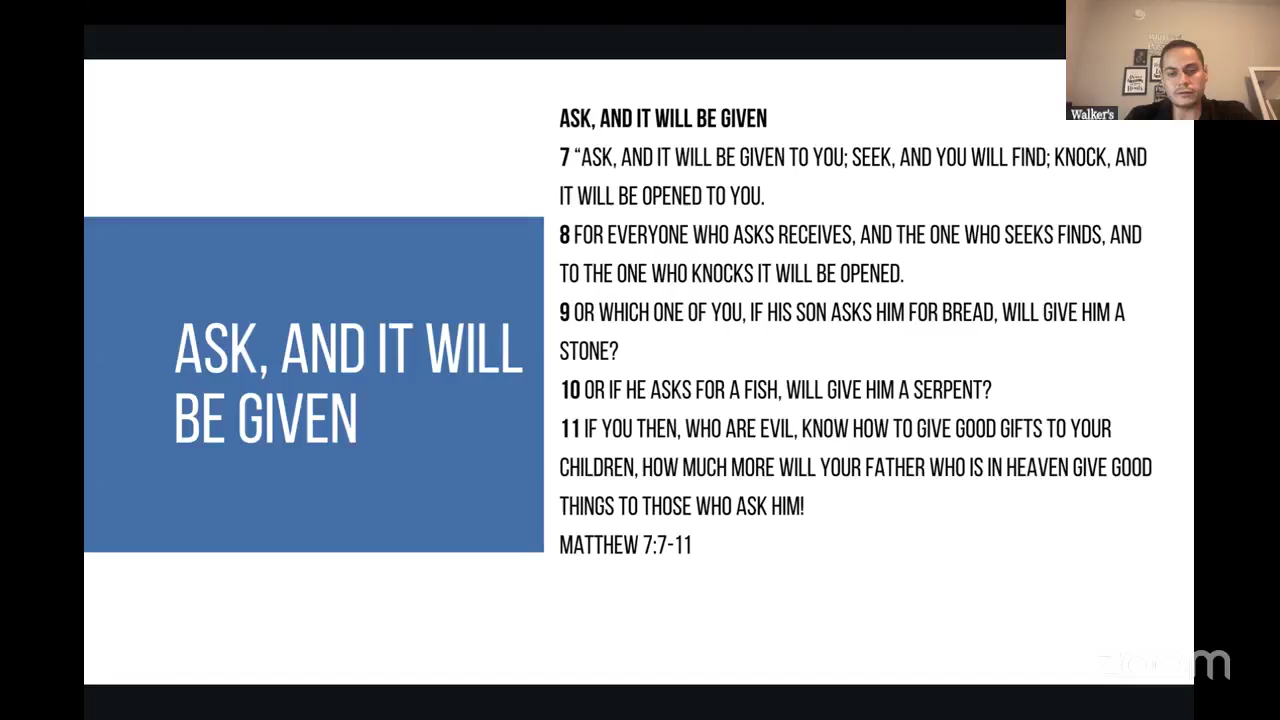 ASK, AND IT WILL
BE GIVEN
ASK, AND IT WILL BE GIVEN
7 “ASK, AND IT WILL BE GIVEN TO YOU; SEEK, AND YOU WILL FIND; KNOCK, AND
IT WILL BE OPENED TO YOU.
8 FOR EVERYONE WHO ASKS RECEIVES, AND THE ONE WHO SEEKS FINDS, AND
TO THE ONE WHO KNOCKS IT WILL BE OPENED.
9 OR WHICH ONE OF YOU, IF HIS SON ASKS HIM FOR BREAD, WILL GIVE HIM A
STONE?
10 OR IF HE ASKS FOR A FISH, WILL GIVE HIM A SERPENT?
11 IF YOU THEN, WHO ARE EVIL, KNOW HOW TO GIVE GOOD GIFTS TO YOUR
CHILDREN, HOW MUCH MORE WILL YOUR FATHER WHO IS IN HEAVEN GIVE GOOD
THINGS TO THOSE WHO ASK HIM!
MATTHEW 7:7-11
Walker's
zoom